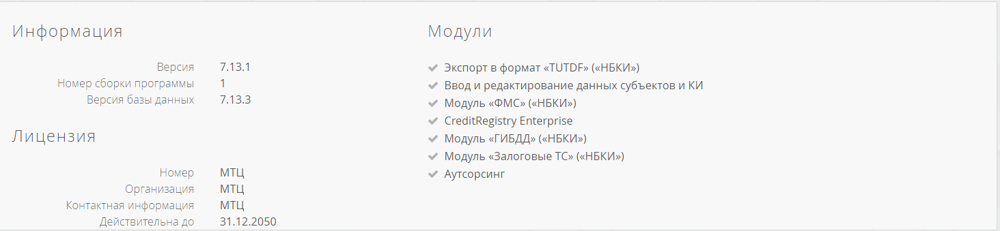 Информация
Версия 7.13.1
Номер сборки программы 1
Версия базы данных 7.13.3
Лицензия
Номер МТЦ
Организация МТЦ
Контактная информация МТЦ
Действительна до 31.12.2050
Модули
Экспорт в формат «TUTDF» («НБКИ»)
Ввод и редактирование данных субъектов и КИ
Модуль «ФМС» («НБКИ»)
CreditRegistry Enterprise
Модуль «ГИБДД» («НБКИ»)
Модуль «Залоговые ТС» («НБКИ»)
Аутсорсинг